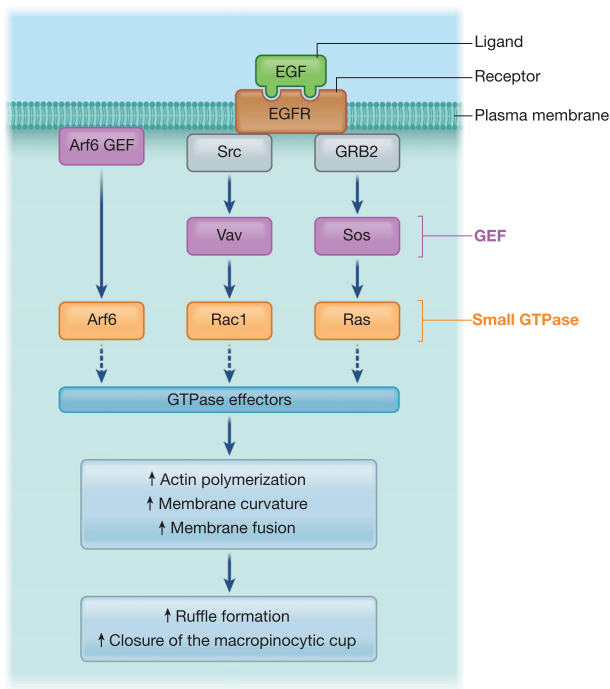 Ligand
EGF
Receptor
EGFR
Plasma membrane
Arf6 GEF
Src
GRB2
Vav
Sos
GEF
Arf6
Rac1
Ras
Small GTPase
GTPase effectors
↑ Actin polymerization
↑ Membrane curvature
↑ Membrane fusion
↑ Ruffle formation
↑ Closure of the macropinocytic cup